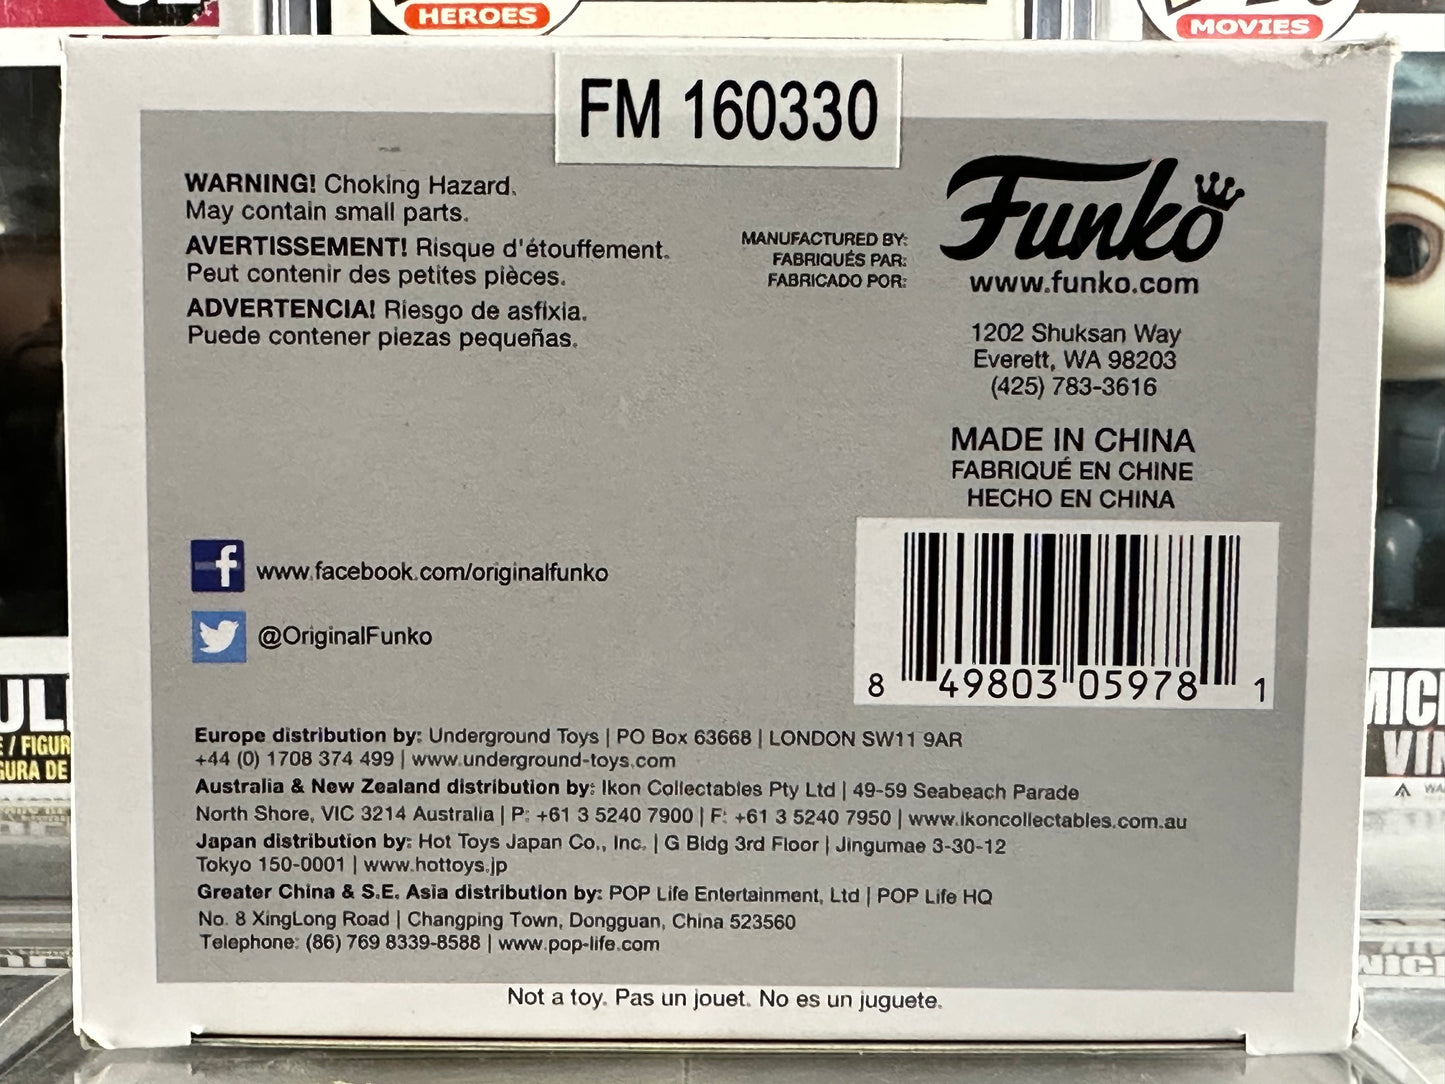 HEROES
MOVIES
FM 160330
WARNING! Choking Hazard.
May contain small parts.
AVERTISSEMENT! Risque d'étouffement.
Peut contenir des petites pièces.
ADVERTENCIA! Riesgo de asfixia.
Puede contener piezas pequeñas.
MANUFACTURED BY:
FABRIQUÉS PAR:
FABRICADO POR:
Funko
www.funko.com
1202 Shuksan Way
Everett, WA 98203
(425) 783-3616
MADE IN CHINA
FABRIQUÉ EN CHINE
HECHO EN CHINA
www.facebook.com/originalfunko
@OriginalFunko
8 49803 05978 1
Europe distribution by: Underground Toys | PO Box 63668 | LONDON SW11 9AR
+44 (0) 1708 374 499 | www.underground-toys.com
Australia & New Zealand distribution by: Ikon Collectables Pty Ltd | 49-59 Seabeach Parade
North Shore, VIC 3214 Australia | P: +61 3 5240 7900 | F: +61 3 5240 7950 | www.ikoncollectables.com.au
Japan distribution by: Hot Toys Japan Co., Inc. | G Bldg 3rd Floor | Jingumae 3-30-12
Tokyo 150-0001 | www.hottoys.jp
Greater China & S.E. Asia distribution by: POP Life Entertainment, Ltd | POP Life HQ
No. 8 XingLong Road | Changping Town, Dongguan, China 523560
Telephone: (86) 769 8339-8588 | www.pop-life.com
Not a toy. Pas un jouet. No es un juguete.